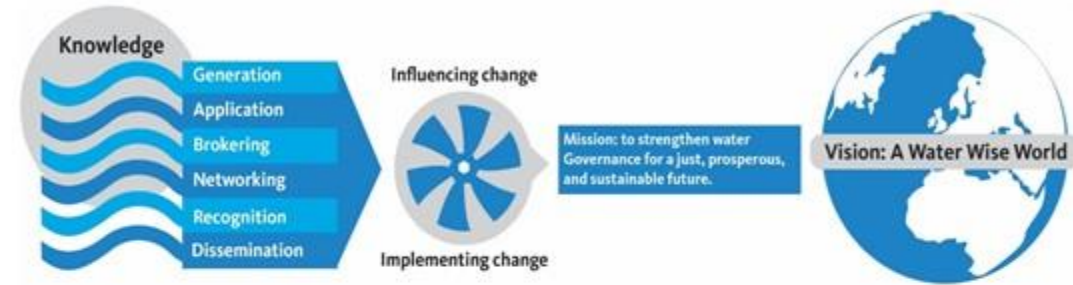 Knowledge
Generation
Application
Brokering
Networking
Recognition
Dissemination
Influencing change
Implementing change
Mission: to strengthen water
Governance for a just, prosperous,
and sustainable future.
Vision: A Water Wise World